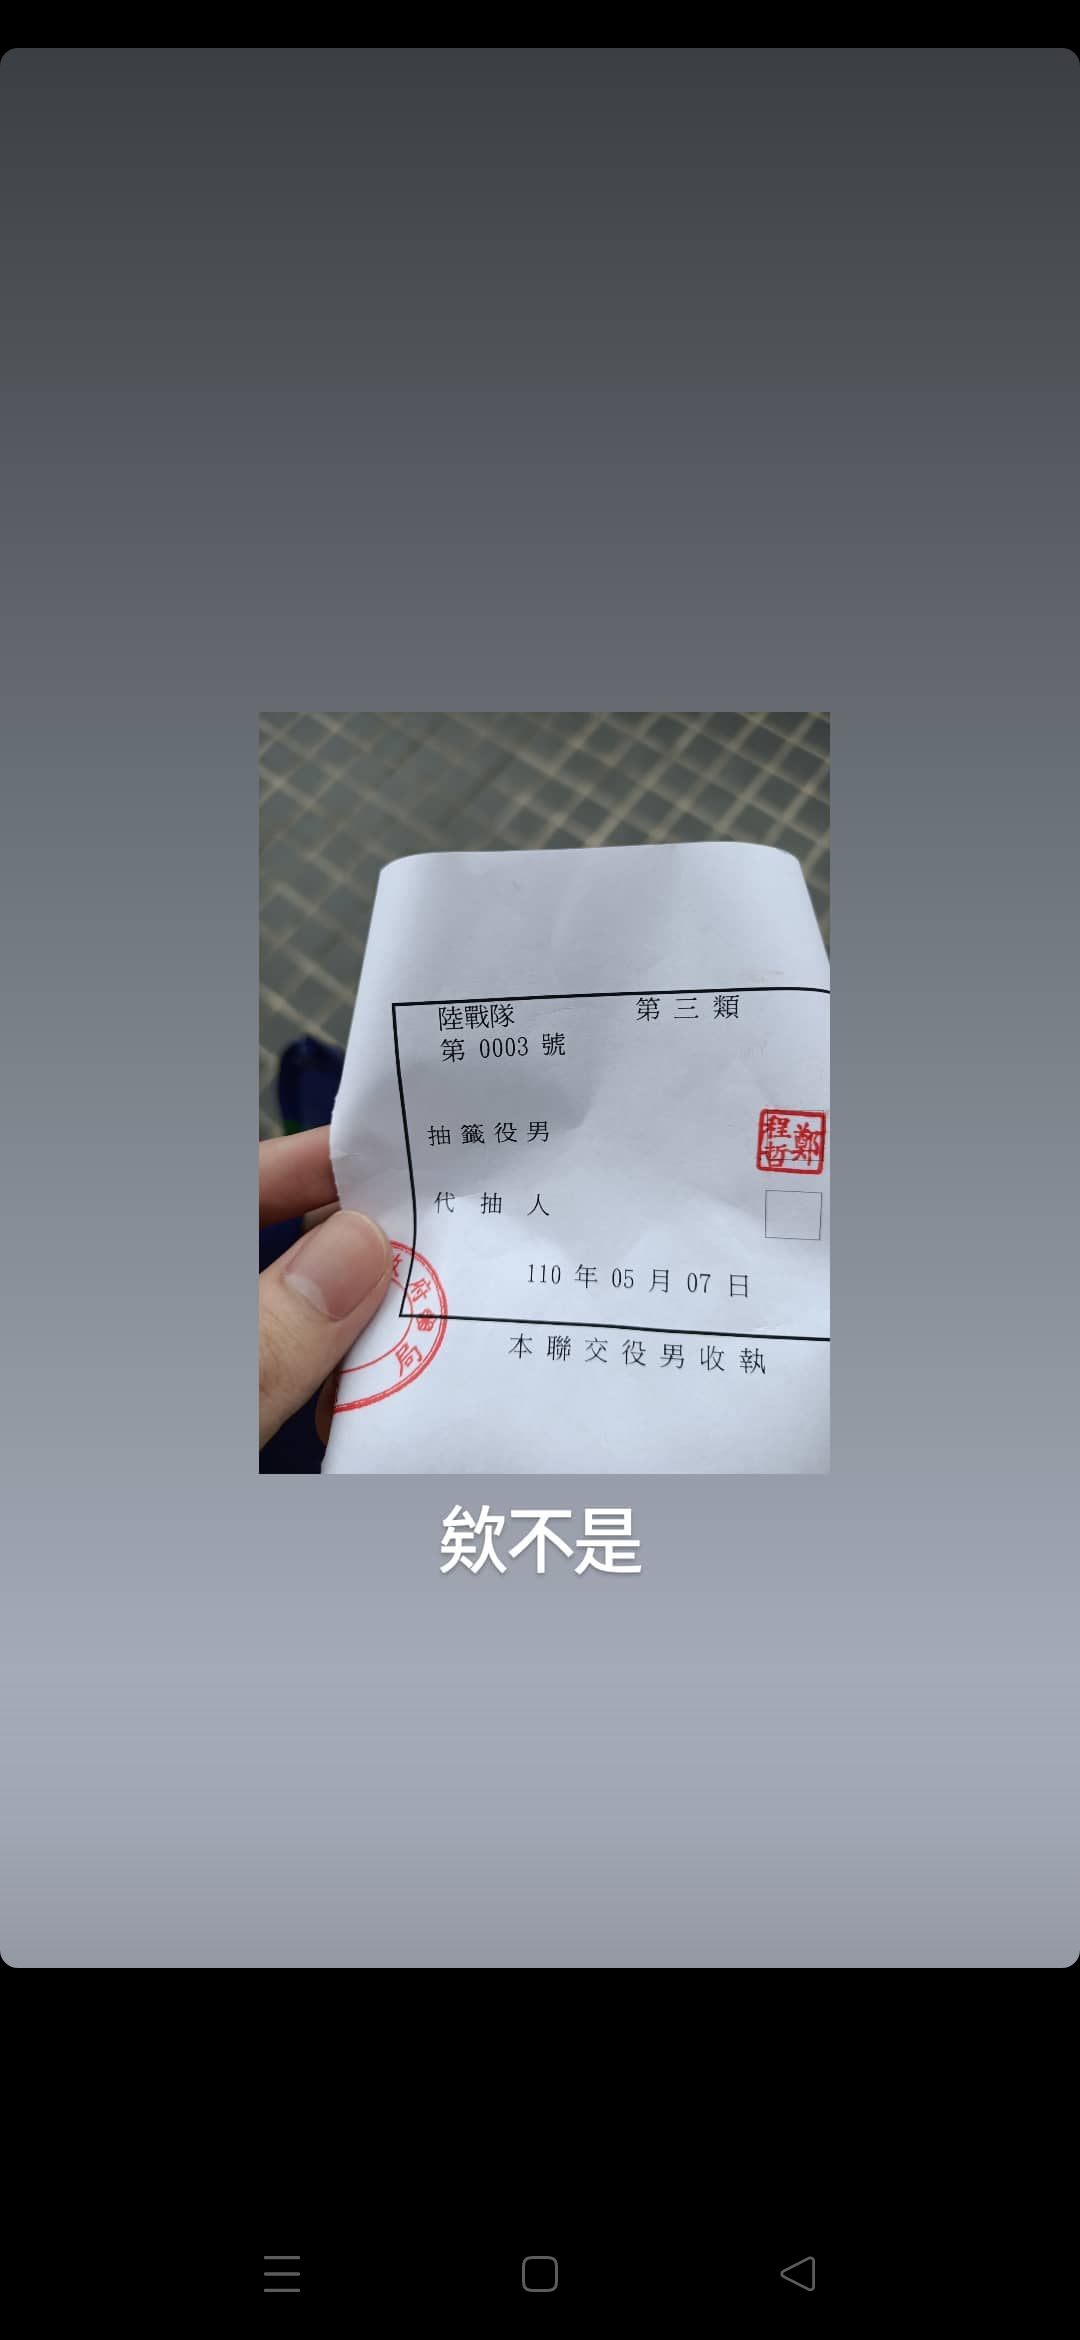 陸戰隊 第三類
第 0003 號
抽籤役男
鄭程哲
代抽人
110 年 05 月 07 日
府
局
本聯交役男收執
欸不是